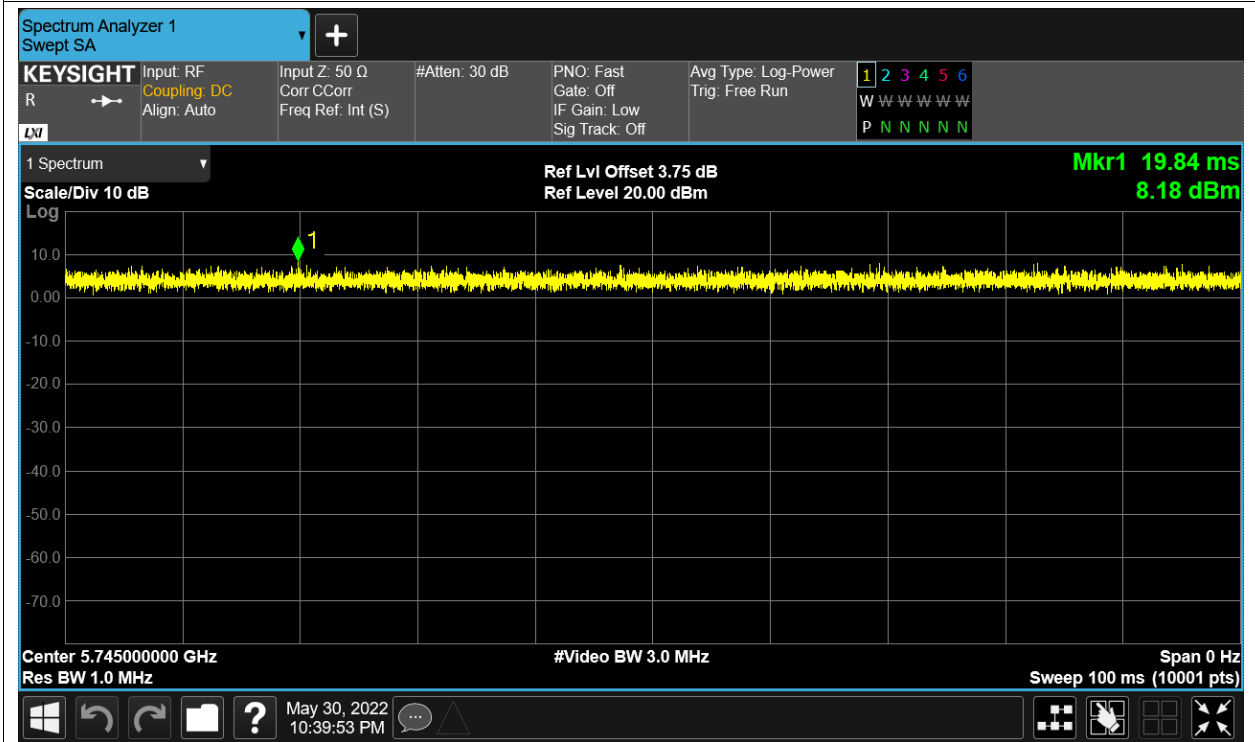 Spectrum Analyzer 1
Swept SA
+
KEYSIGHT
R
LXI
Input: RF
Coupling: DC
Align: Auto
Input Z: 50 Ω
Corr CCorr
Freq Ref: Int (S)
#Atten: 30 dB
PNO: Fast
Gate: Off
IF Gain: Low
Sig Track: Off
Avg Type: Log-Power
Trig: Free Run
1 2 3 4 5 6
W W W W W W
P N N N N N
1 Spectrum
Scale/Div 10 dB
Log
Ref Lvl Offset 3.75 dB
Ref Level 20.00 dBm
Mkr1 19.84 ms
8.18 dBm
1
10.0
0.00
-10.0
-20.0
-30.0
-40.0
-50.0
-60.0
-70.0
Center 5.745000000 GHz
Res BW 1.0 MHz
#Video BW 3.0 MHz
Span 0 Hz
Sweep 100 ms (10001 pts)
?
May 30, 2022
10:39:53 PM